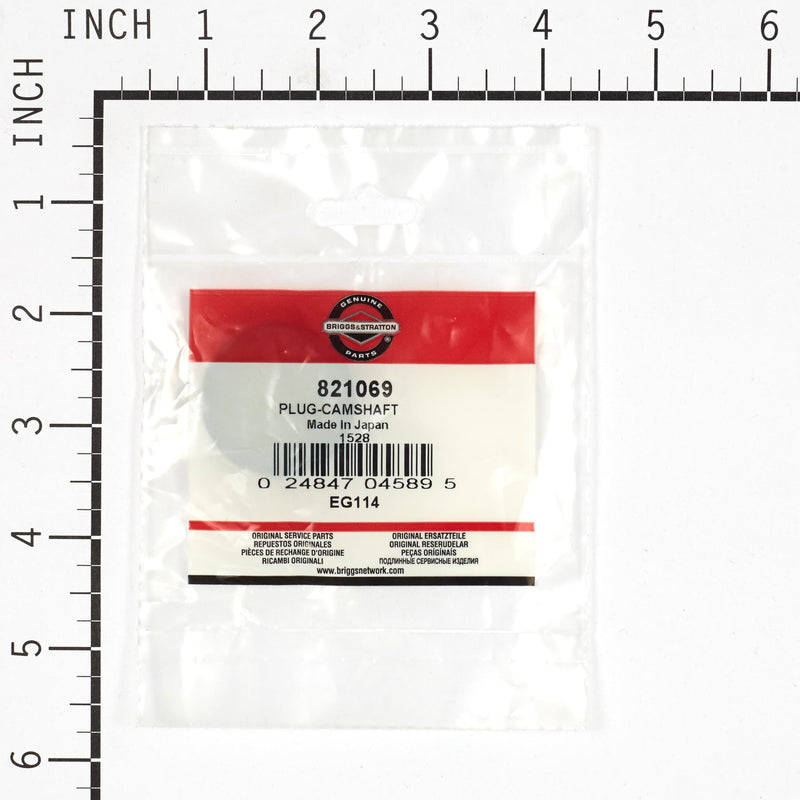 INCH 1 2 3 4 5 6
INCH
1
2
3
4
5
6
GENUINE
BRIGGS&STRATTON
®
PARTS
821069
PLUG-CAMSHAFT
Made In Japan
1528
0 24847 04589 5
EG114
ORIGINAL SERVICE PARTS
REPUESTOS ORIGINALES
PIÈCES DE RECHANGE D'ORIGINE
RICAMBI ORIGINALI
ORIGINAL ERSATZTEILE
ORIGINAL RESERUDELAR
PEÇAS ORIGÍNAIS
ПОДЛИННЫЕ СЕРВИСНЫЕ ИЗДЕЛИЯ
www.briggsnetwork.com